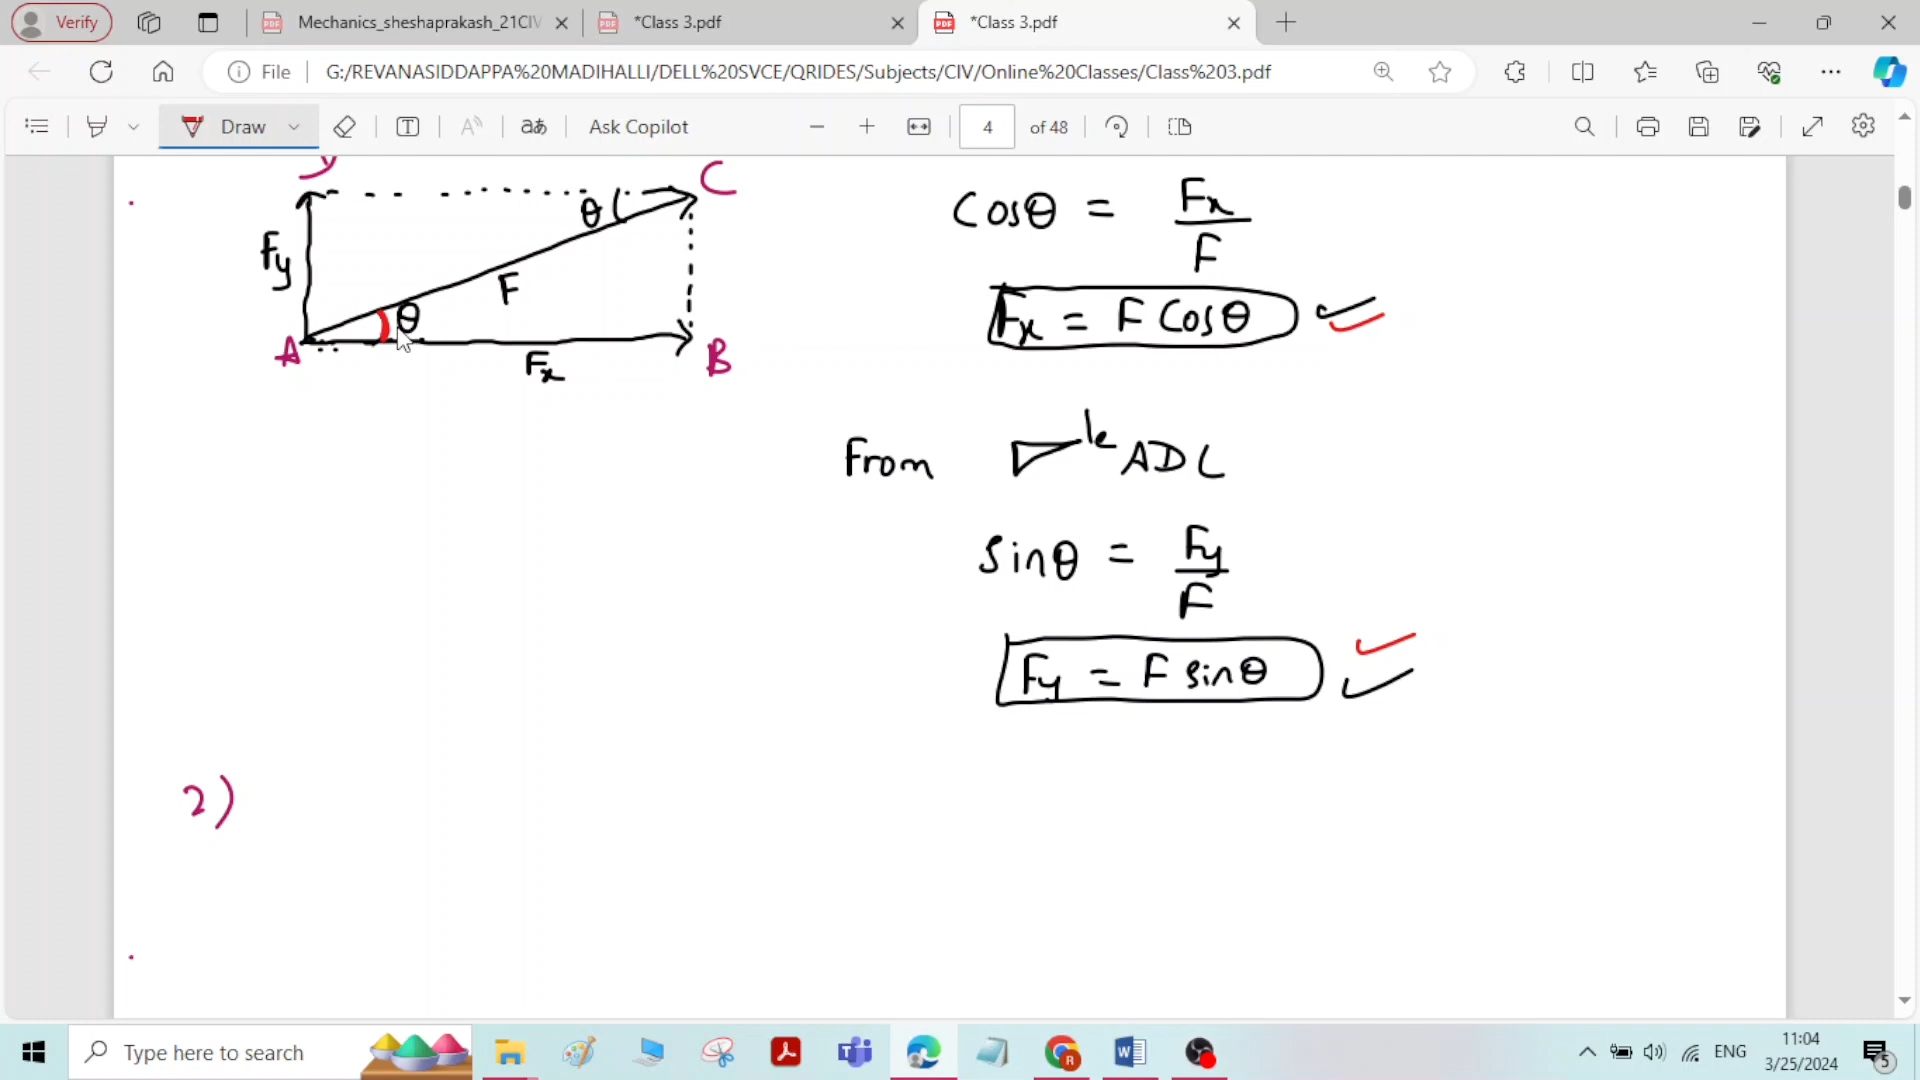 Verify
Mechanics_sheshaprakash_21CIV
*Class 3.pdf
*Class 3.pdf
File
G:/REVANASIDDAPPA%20MADIHALLI/DELL%20SVCE/QRIDES/Subjects/CIV/Online%20Classes/Class%203.pdf
Draw
Ask Copilot
4
of 48
C
Fy
θ
F
θ
A
Fx
B
Cosθ = Fx/F
Fx = F Cosθ
From le ADC
Sinθ = Fy/F
Fy = F Sinθ
2)
Type here to search
ENG
11:04
3/25/2024
5